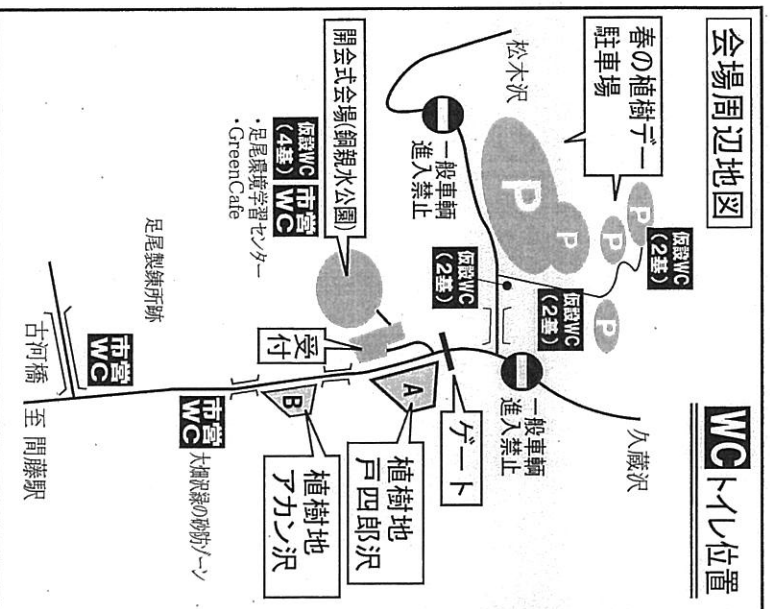 会場周辺地図
WCトイレ位置
春の植樹デー
駐車場
松木沢
久蔵沢
一般車輌
進入禁止
P
P
P
P
P
仮設WC
(2基)
仮設WC
(2基)
仮設WC
(2基)
一般車輌
進入禁止
開会式会場(銅親水公園)
仮設WC
(4基)
市営
WC
・足尾環境学習センター
・GreenCafe
受付
ゲート
A
植樹地
戸四郎沢
B
植樹地
アカン沢
足尾製錬所跡
市営
WC
大畑沢緑の砂防ゾーン
市営
WC
古河橋
至 間藤駅